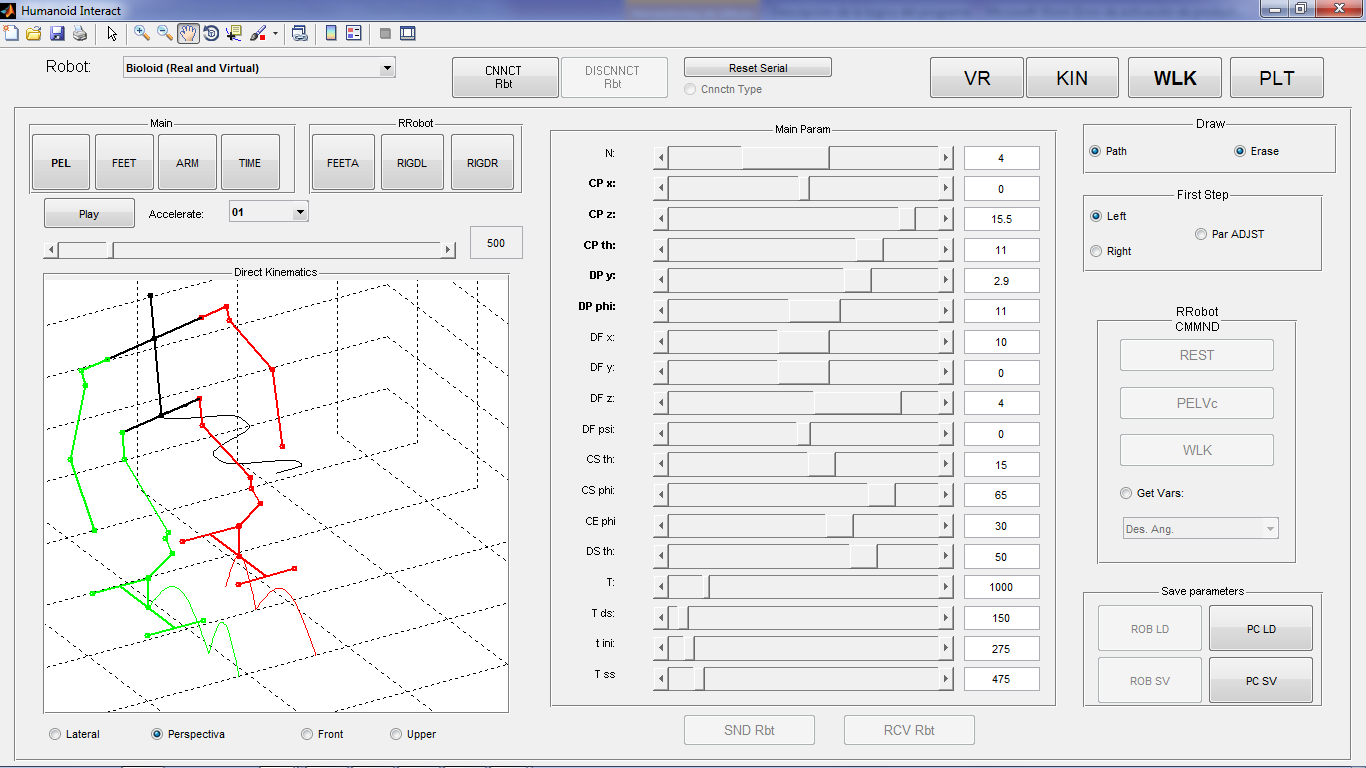 Humanoid Interact
Robot:
Bioloid (Real and Virtual)
CNNCT
Rbt
DISCNNCT
Rbt
Reset Serial
Cnnctn Type
VR
KIN
WLK
PLT
Main
PEL
FEET
ARM
TIME
RRobot
FEETA
RIGDL
RIGDR
Play
Accelerate:
01
500
Direct Kinematics
Lateral
Perspectiva
Front
Upper
Main Param
N:
4
CP x:
0
CP z:
15.5
CP th:
11
DP y:
2.9
DP phi:
11
DF x:
10
DF y:
0
DF z:
4
DF psi:
0
CS th:
15
CS phi:
65
CE phi
30
DS th:
50
T:
1000
T ds:
150
t ini:
275
T ss
475
SND Rbt
RCV Rbt
Draw
Path
Erase
First Step
Left
Right
Par ADJST
RRobot
CMMND
REST
PELVc
WLK
Get Vars:
Des. Ang.
Save parameters
ROB LD
PC LD
ROB SV
PC SV